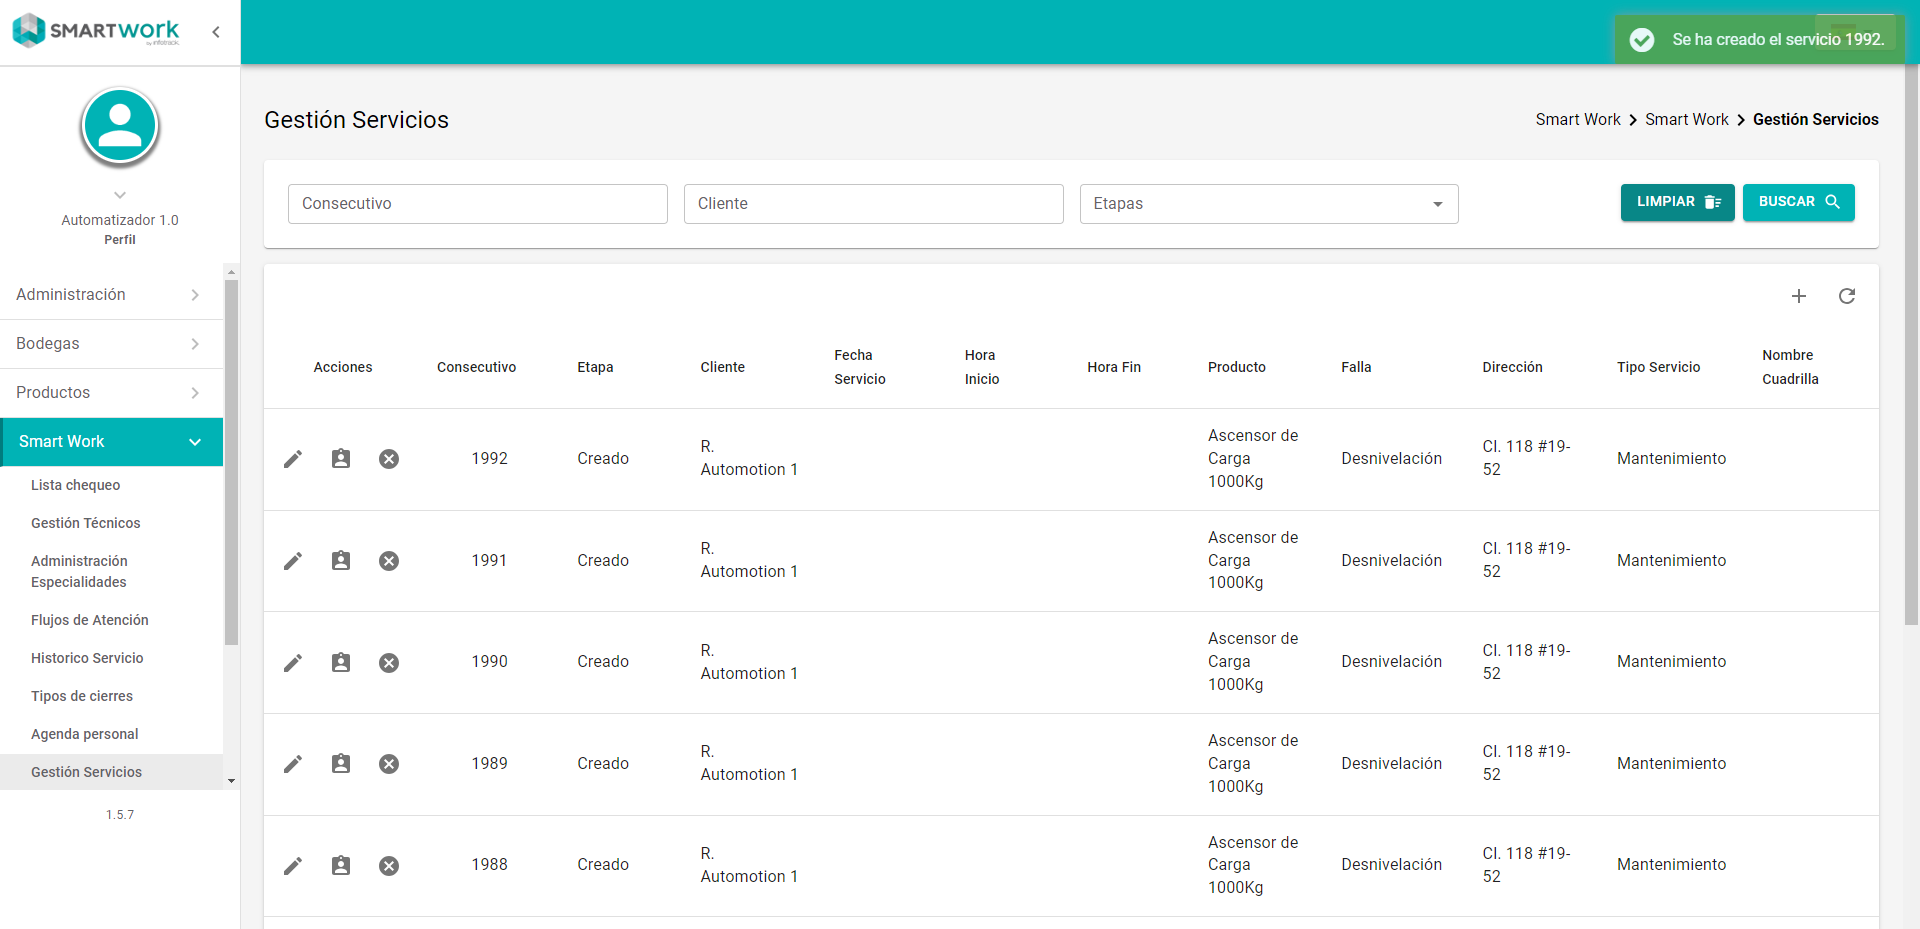 SMARTWORK
by infotrack
Se ha creado el servicio 1992.
Automatizador 1.0
Perfil
Administración
Bodegas
Productos
Smart Work
Lista chequeo
Gestión Técnicos
Administración
Especialidades
Flujos de Atención
Historico Servicio
Tipos de cierres
Agenda personal
Gestión Servicios
1.5.7
Gestión Servicios
Smart Work > Smart Work > Gestión Servicios
Consecutivo Cliente Etapas LIMPIAR BUSCAR
Acciones Consecutivo Etapa Cliente Fecha Servicio Hora Inicio Hora Fin Producto Falla Dirección Tipo Servicio Nombre Cuadrilla
1992 Creado R. Automotion 1 Ascensor de Carga 1000Kg Desnivelación Cl. 118 #19-52 Mantenimiento
1991 Creado R. Automotion 1 Ascensor de Carga 1000Kg Desnivelación Cl. 118 #19-52 Mantenimiento
1990 Creado R. Automotion 1 Ascensor de Carga 1000Kg Desnivelación Cl. 118 #19-52 Mantenimiento
1989 Creado R. Automotion 1 Ascensor de Carga 1000Kg Desnivelación Cl. 118 #19-52 Mantenimiento
1988 Creado R. Automotion 1 Ascensor de Carga 1000Kg Desnivelación Cl. 118 #19-52 Mantenimiento